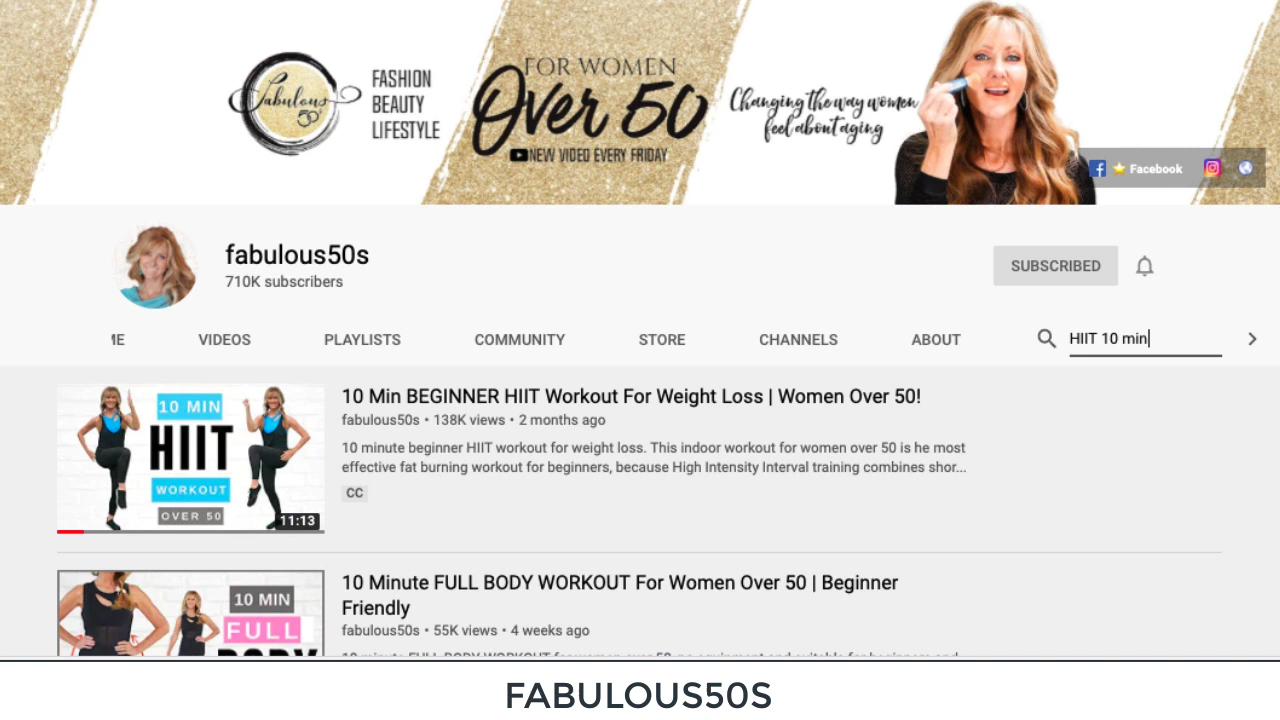 Fabulous
50s
FASHION
BEAUTY
LIFESTYLE
FOR WOMEN
Over 50
NEW VIDEO EVERY FRIDAY
Changing the way women
feel about aging
Facebook
fabulous50s
710K subscribers
SUBSCRIBED
ME
VIDEOS
PLAYLISTS
COMMUNITY
STORE
CHANNELS
ABOUT
HIIT 10 min
10 MIN
HIIT
WORKOUT
OVER 50
11:13
10 Min BEGINNER HIIT Workout For Weight Loss | Women Over 50!
fabulous50s • 138K views • 2 months ago
10 minute beginner HIIT workout for weight loss. This indoor workout for women over 50 is he most
effective fat burning workout for beginners, because High Intensity Interval training combines shor...
CC
10 MIN
FULL
BODY
10 Minute FULL BODY WORKOUT For Women Over 50 | Beginner
Friendly
fabulous50s • 55K views • 4 weeks ago
FABULOUS50S